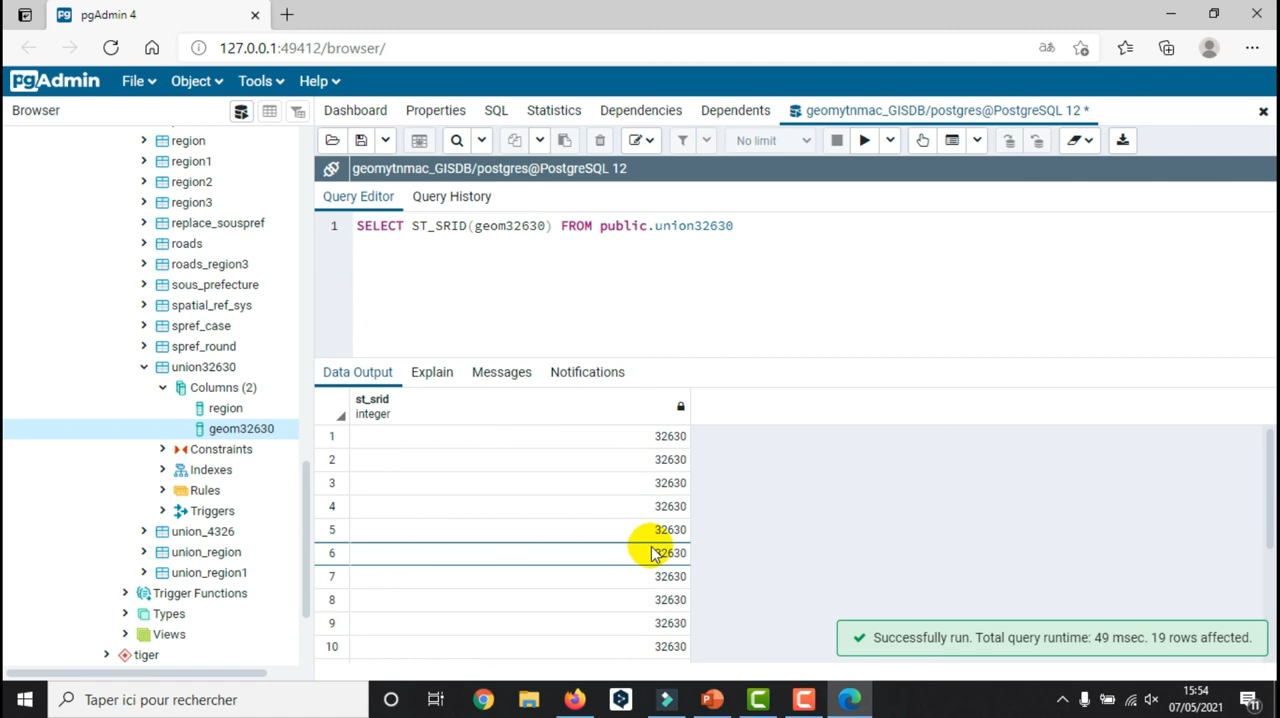 pgAdmin 4
127.0.0.1:49412/browser/
pgAdmin File Object Tools Help
Browser
Dashboard Properties SQL Statistics Dependencies Dependents geomytnmac_GISDB/postgres@PostgreSQL 12 *
No limit
geomytnmac_GISDB/postgres@PostgreSQL 12
Query Editor Query History
1 SELECT ST_SRID(geom32630) FROM public.union32630
region
region1
region2
region3
replace_souspref
roads
roads_region3
sous_prefecture
spatial_ref_sys
spref_case
spref_round
union32630
Columns (2)
region
geom32630
Constraints
Indexes
Rules
Triggers
union_4326
union_region
union_region1
Trigger Functions
Types
Views
tiger
Data Output Explain Messages Notifications
st_srid
integer
1 32630
2 32630
3 32630
4 32630
5 32630
6 32630
7 32630
8 32630
9 32630
10 32630
Successfully run. Total query runtime: 49 msec. 19 rows affected.
Taper ici pour rechercher
15:54
07/05/2021
11